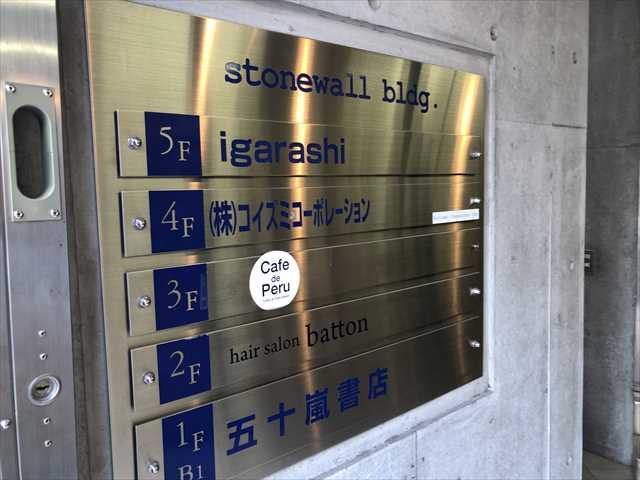 stonewall bldg.
5F igarashi
4F (株)コイズミコーポレーション
3F Cafe de Peru
2F hair salon batton
1F 五十嵐書店
B1